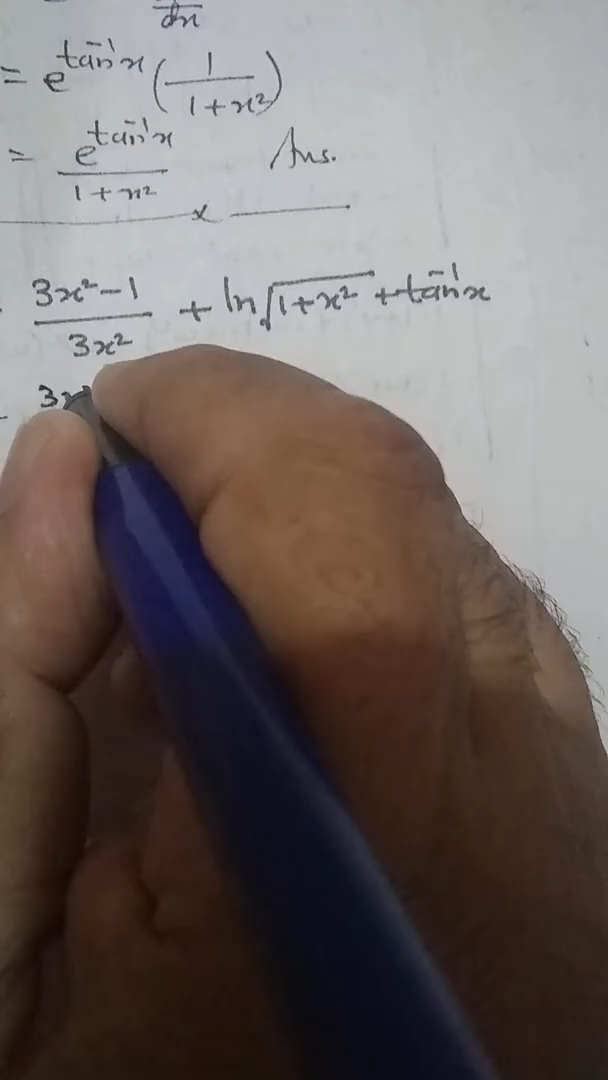 dx
= e^tan⁻¹x (1/(1+x²))
= e^tan⁻¹x/(1+x²) Ans.
x
(3x²-1)/(3x²) + ln√(1+x²) + tan⁻¹x
3x